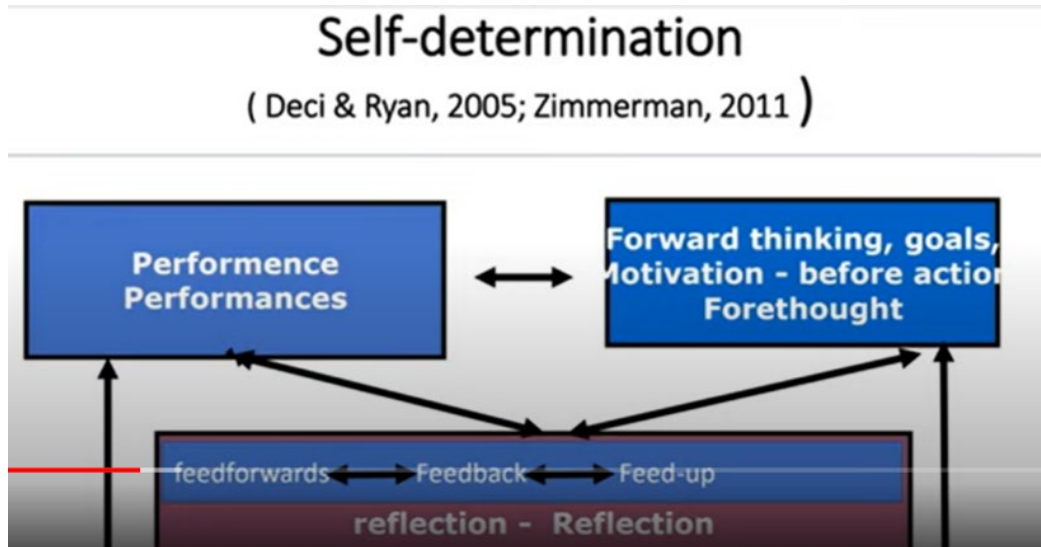 Self-determination
( Deci & Ryan, 2005; Zimmerman, 2011 )
Performence
Performances
Forward thinking, goals,
Motivation - before action
Forethought
feedforwards Feedback Feed-up
reflection - Reflection